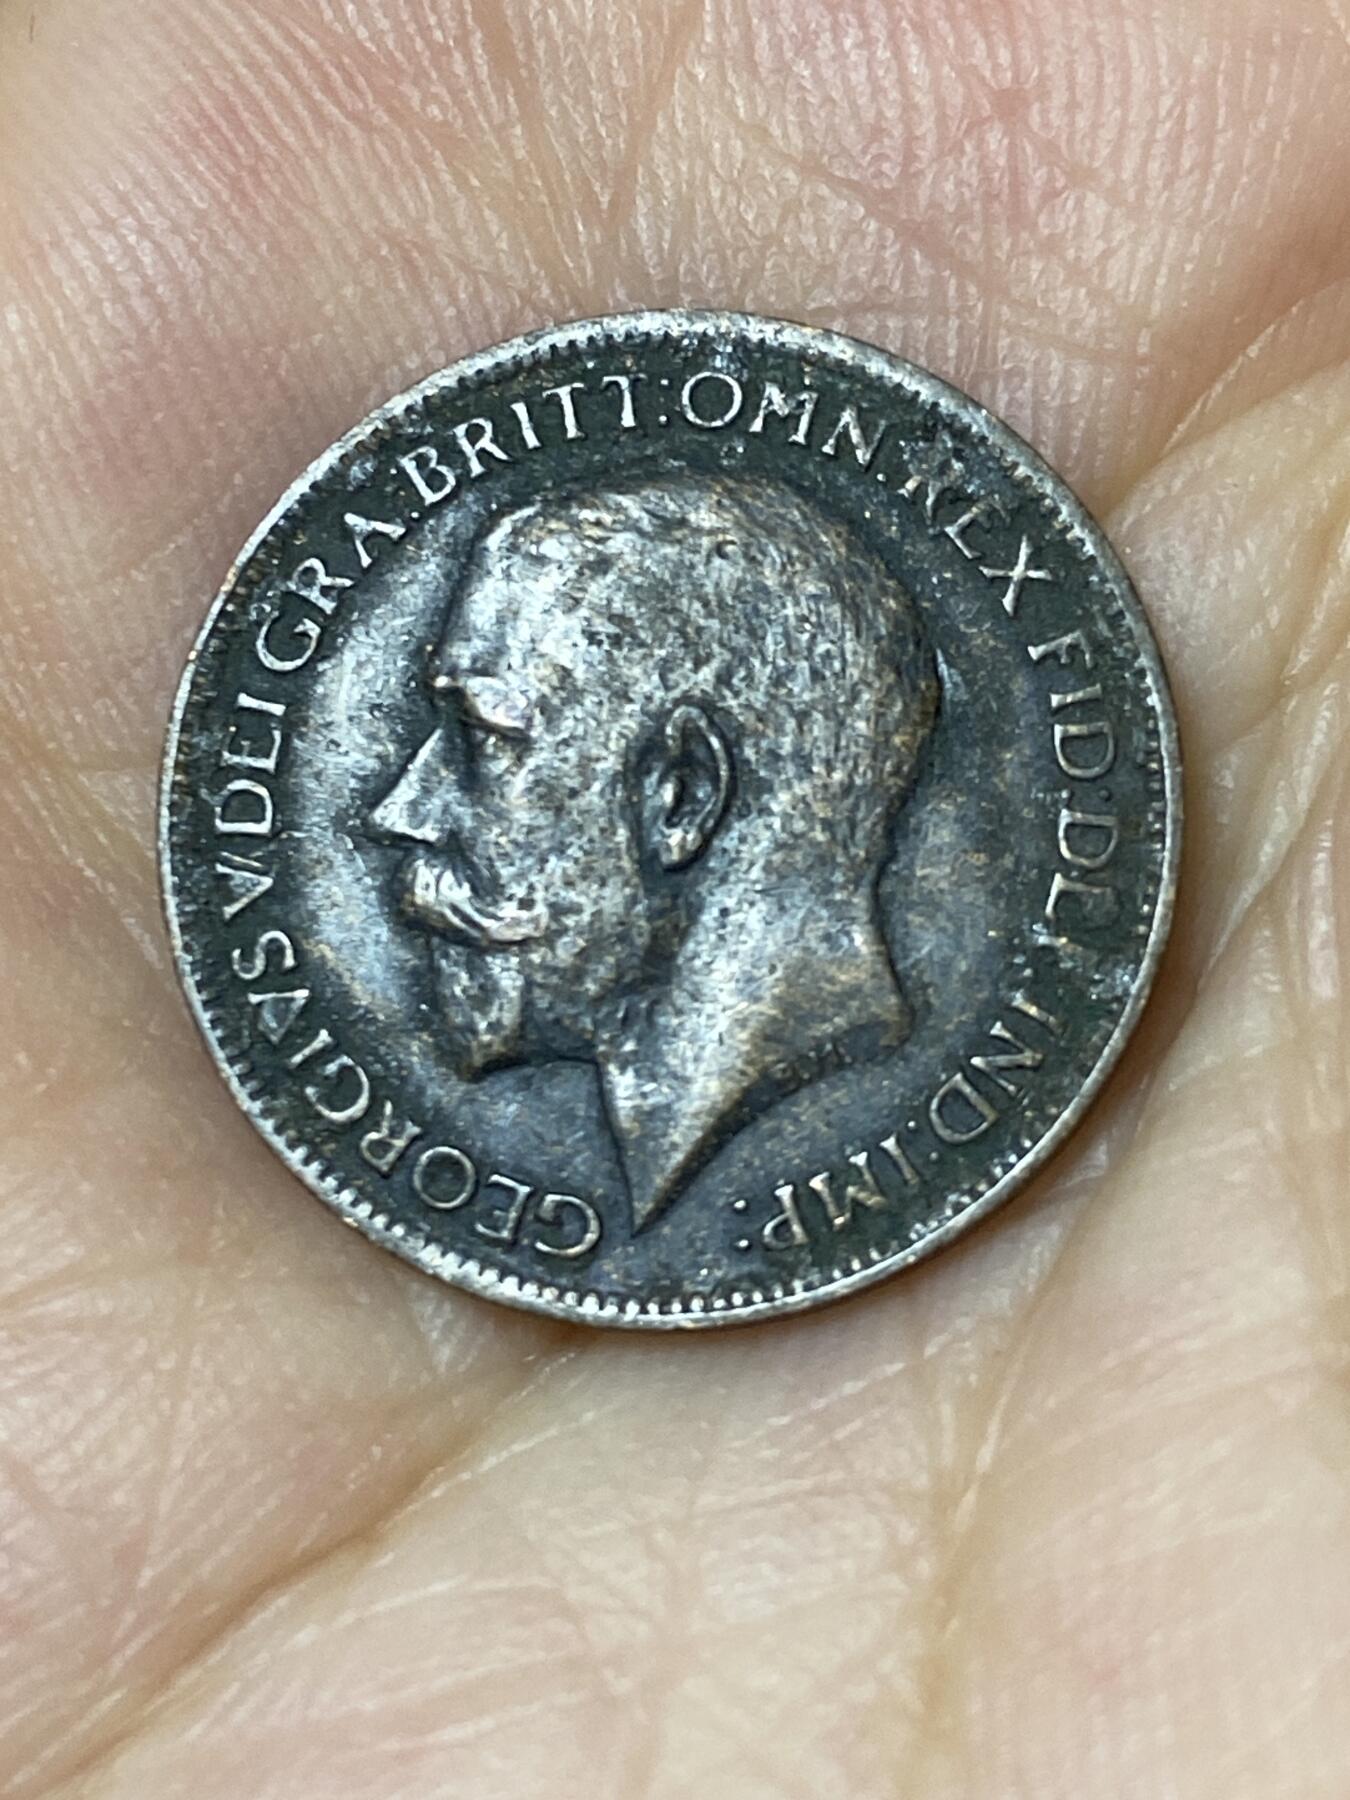 GEORGIVS V DEI GRA: BRITT: OMN: REX FID: DEF: IND: IMP: